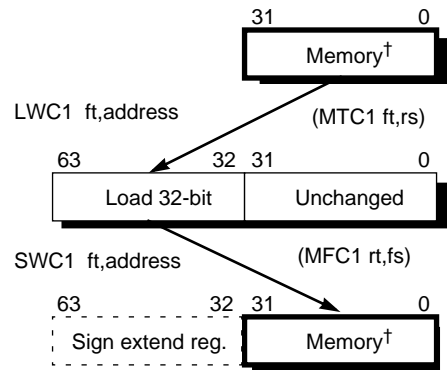 31 0
Memory†
LWC1 ft,address
(MTC1 ft,rs)
63 32 31 0
Load 32-bit Unchanged
SWC1 ft,address
(MFC1 rt,fs)
63 32 31 0
Sign extend reg. Memory†